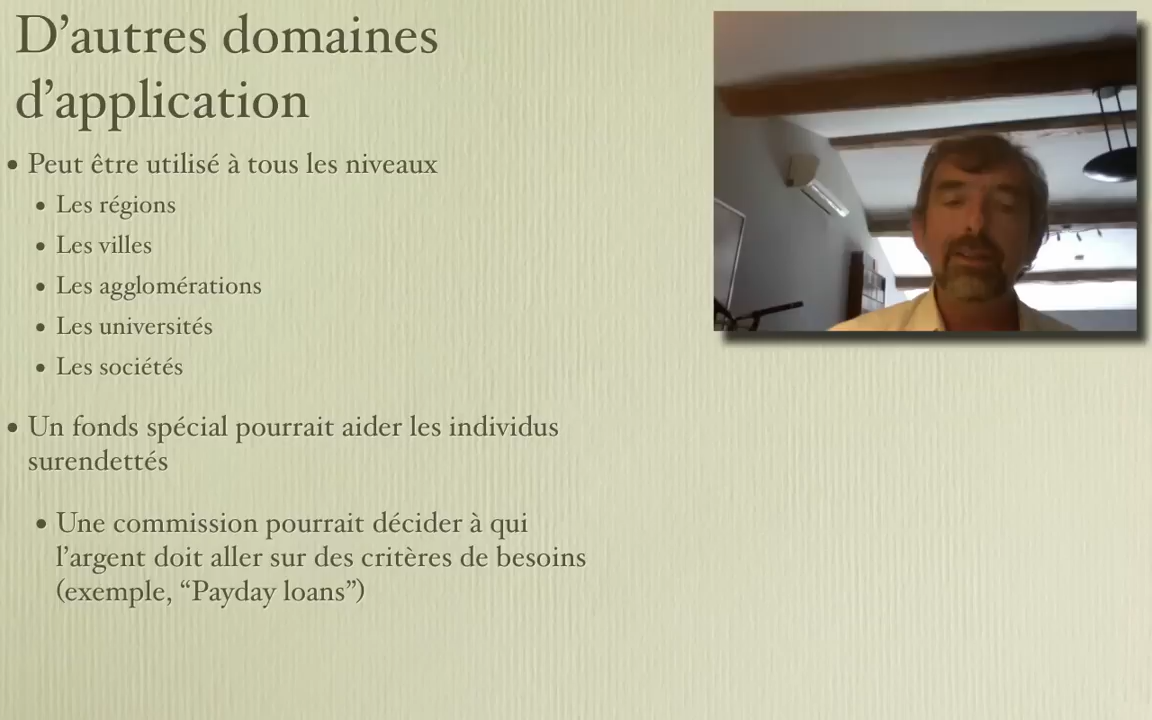 D’autres domaines
d’application
• Peut être utilisé à tous les niveaux
• Les régions
• Les villes
• Les agglomérations
• Les universités
• Les sociétés
• Un fonds spécial pourrait aider les individus
surendettés
• Une commission pourrait décider à qui
l’argent doit aller sur des critères de besoins
(exemple, “Payday loans”)